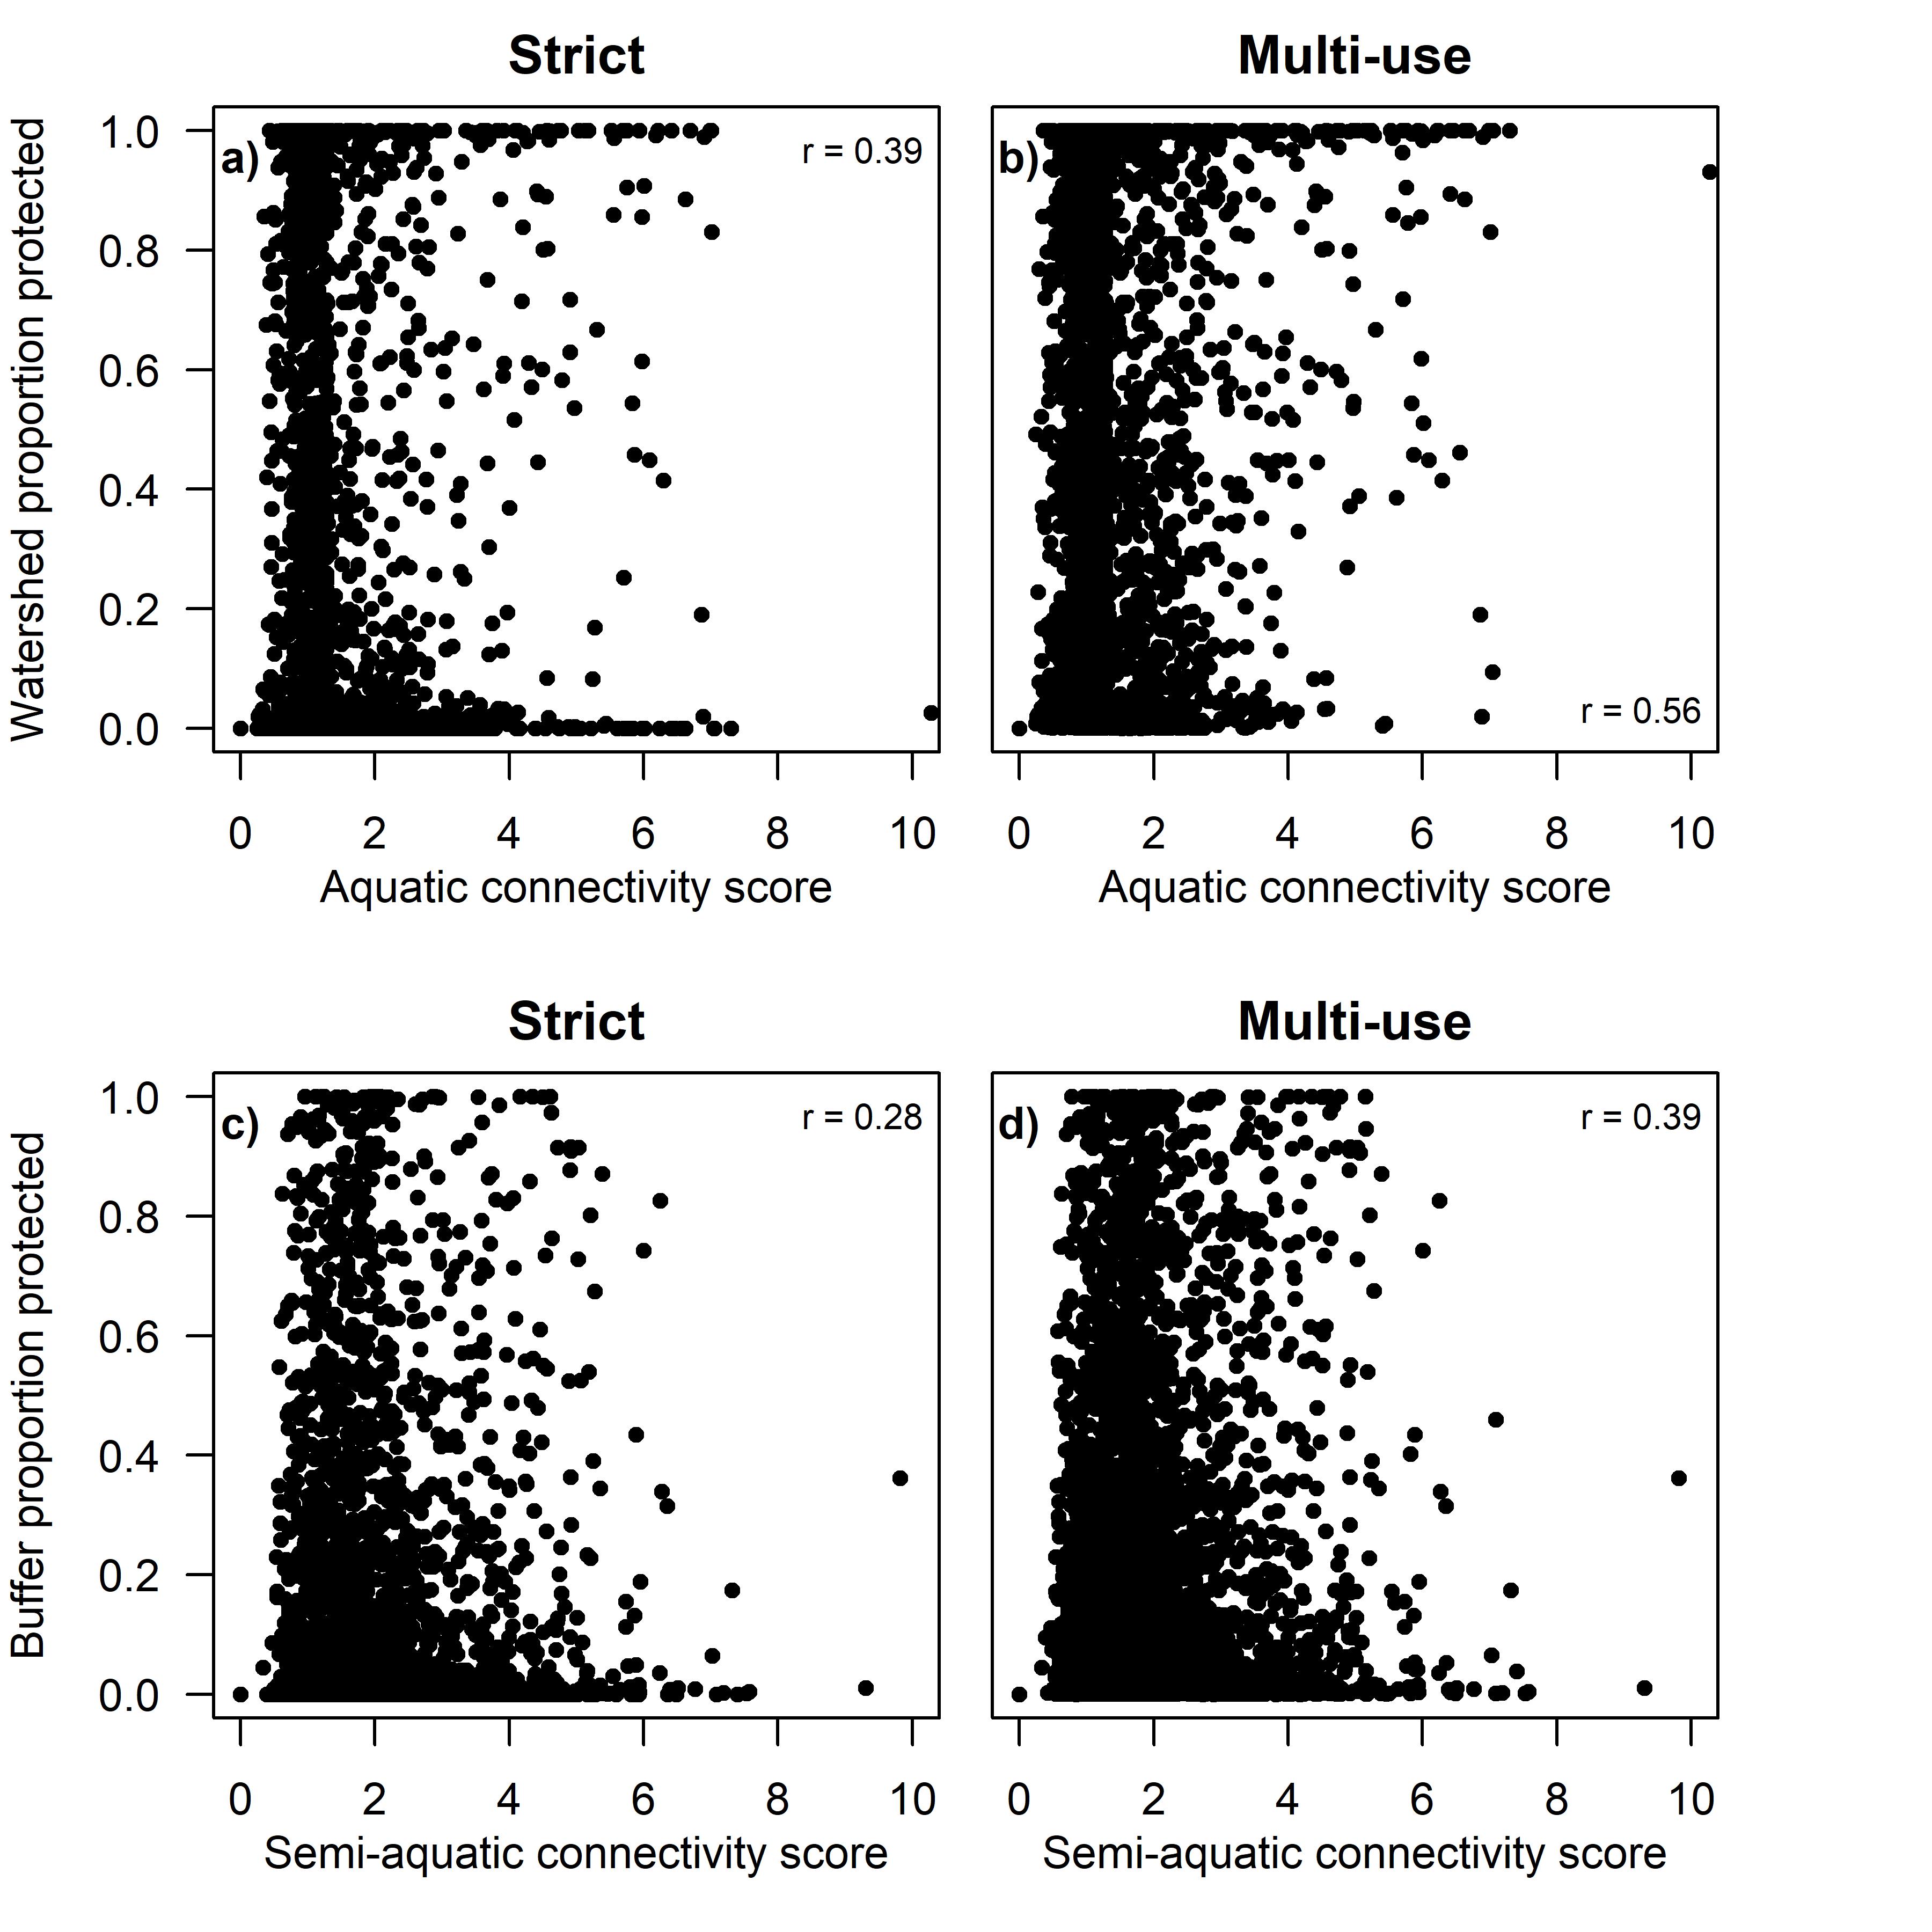 Strict
Multi-use
Watershed proportion protected
1.0
0.8
0.6
0.4
0.2
0.0
a)
r = 0.39
b)
r = 0.56
0 2 4 6 8 10
0 2 4 6 8 10
Aquatic connectivity score
Aquatic connectivity score
Strict
Multi-use
Buffer proportion protected
1.0
0.8
0.6
0.4
0.2
0.0
c)
r = 0.28
d)
r = 0.39
0 2 4 6 8 10
0 2 4 6 8 10
Semi-aquatic connectivity score
Semi-aquatic connectivity score